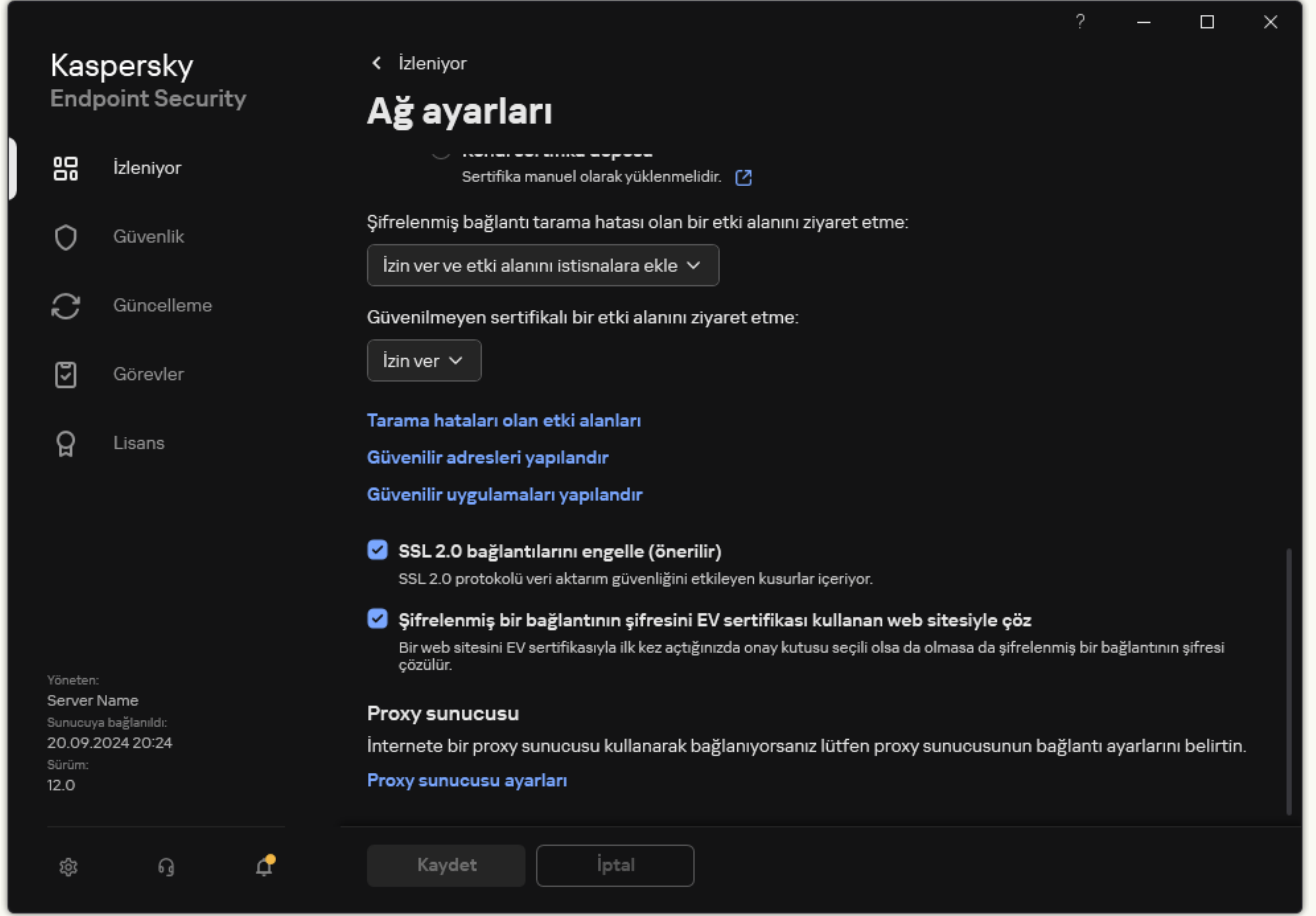 ?
Kaspersky
Endpoint Security
İzleniyor
Güvenlik
Güncelleme
Görevler
Lisans
Yöneten:
Server Name
Sunucuya bağlanıldı:
20.09.2024 20:24
Sürüm:
12.0
İzleniyor
Ağ ayarları
Kendi sertifika deposu
Sertifika manuel olarak yüklenmelidir.
Şifrelenmiş bağlantı tarama hatası olan bir etki alanını ziyaret etme:
İzin ver ve etki alanını istisnalara ekle
Güvenilmeyen sertifikalı bir etki alanını ziyaret etme:
İzin ver
Tarama hataları olan etki alanları
Güvenilir adresleri yapılandır
Güvenilir uygulamaları yapılandır
SSL 2.0 bağlantılarını engelle (önerilir)
SSL 2.0 protokolü veri aktarım güvenliğini etkileyen kusurlar içeriyor.
Şifrelenmiş bir bağlantının şifresini EV sertifikası kullanan web sitesiyle çöz
Bir web sitesini EV sertifikasıyla ilk kez açtığınızda onay kutusu seçili olsa da olmasa da şifrelenmiş bir bağlantının şifresi
çözülür.
Proxy sunucusu
İnternete bir proxy sunucusu kullanarak bağlanıyorsanız lütfen proxy sunucusunun bağlantı ayarlarını belirtin.
Proxy sunucusu ayarları
Kaydet
İptal